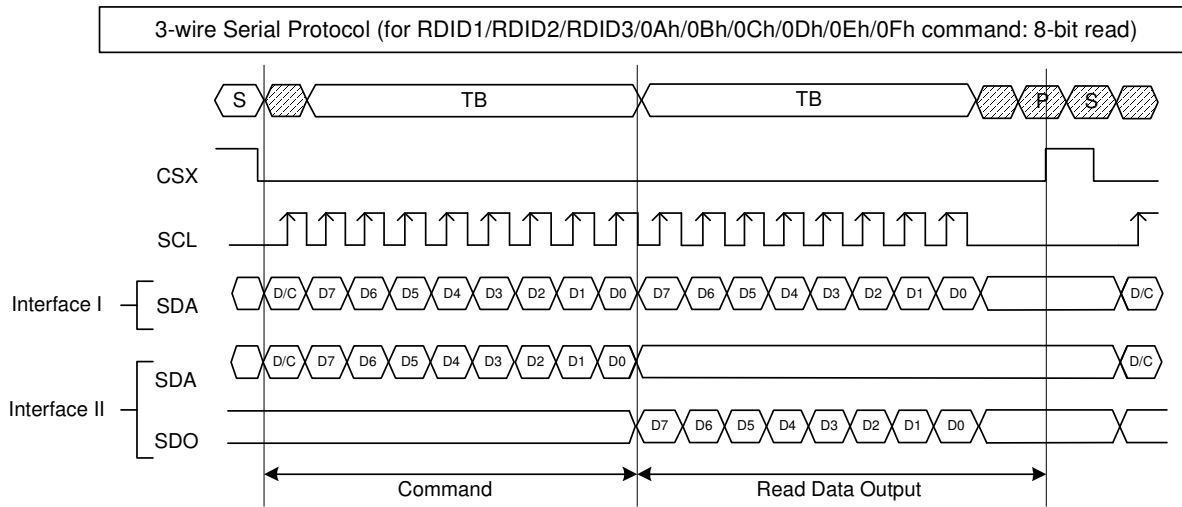 3-wire Serial Protocol (for RDID1/RDID2/RDID3/0Ah/0Bh/0Ch/0Dh/0Eh/0Fh command: 8-bit read)
S TB TB P S
CSX
SCL
Interface I SDA D/C D7 D6 D5 D4 D3 D2 D1 D0 D7 D6 D5 D4 D3 D2 D1 D0 D/C
Interface II
SDA D/C D7 D6 D5 D4 D3 D2 D1 D0 D/C
SDO D7 D6 D5 D4 D3 D2 D1 D0
Command Read Data Output